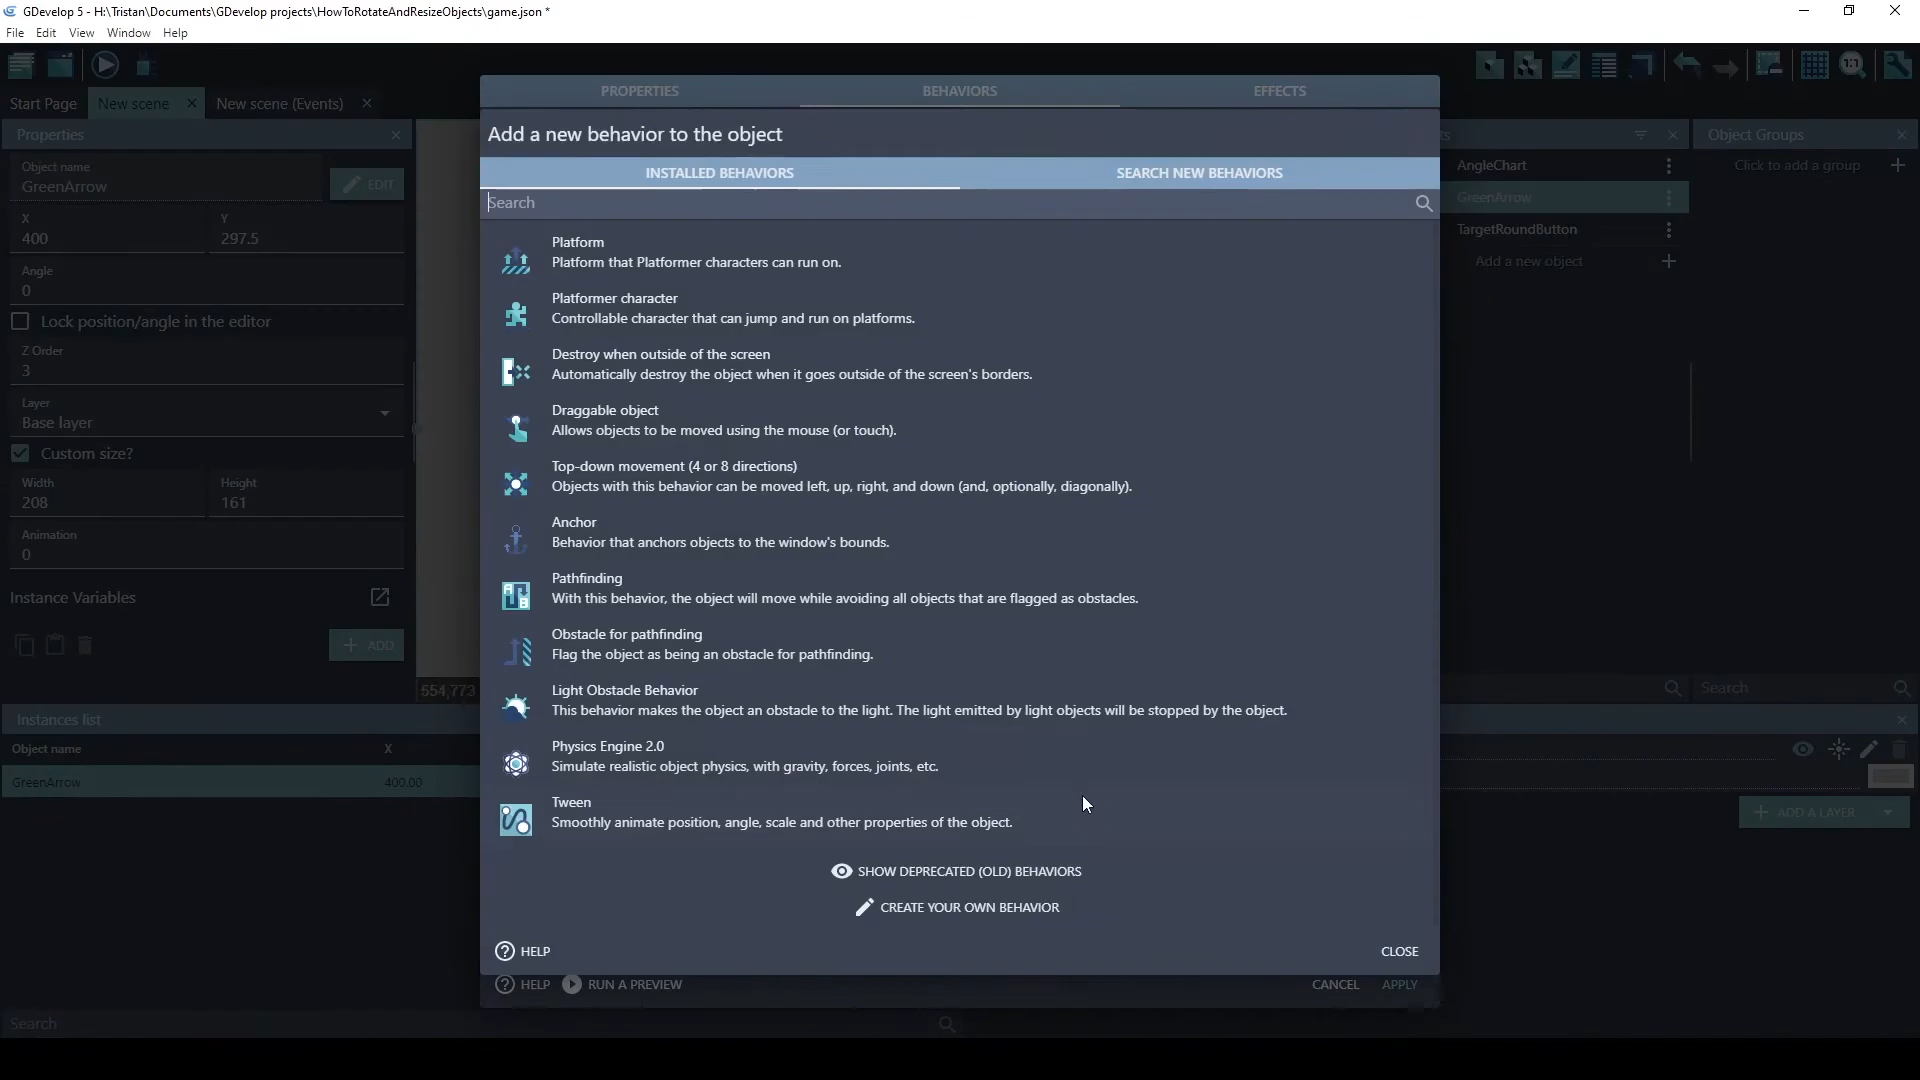 GDevelop 5 - H:\Tristan\Documents\GDevelop projects\HowToRotateAndResizeObjects\game.json *
File Edit View Window Help
Start Page New scene × New scene (Events) ×
Properties ×
Object name
GreenArrow
EDIT
X Y
400 297.5
Angle
0
Lock position/angle in the editor
Z Order
3
Layer
Base layer
Custom size?
Width Height
208 161
Animation
0
Instance Variables
+ ADD
554,773
Instances list
Object name X
GreenArrow 400.00
Search
PROPERTIES BEHAVIORS EFFECTS
Add a new behavior to the object
INSTALLED BEHAVIORS SEARCH NEW BEHAVIORS
Search
Platform
Platform that Platformer characters can run on.
Platformer character
Controllable character that can jump and run on platforms.
Destroy when outside of the screen
Automatically destroy the object when it goes outside of the screen's borders.
Draggable object
Allows objects to be moved using the mouse (or touch).
Top-down movement (4 or 8 directions)
Objects with this behavior can be moved left, up, right, and down (and, optionally, diagonally).
Anchor
Behavior that anchors objects to the window's bounds.
Pathfinding
With this behavior, the object will move while avoiding all objects that are flagged as obstacles.
Obstacle for pathfinding
Flag the object as being an obstacle for pathfinding.
Light Obstacle Behavior
This behavior makes the object an obstacle to the light. The light emitted by light objects will be stopped by the object.
Physics Engine 2.0
Simulate realistic object physics, with gravity, forces, joints, etc.
Tween
Smoothly animate position, angle, scale and other properties of the object.
SHOW DEPRECATED (OLD) BEHAVIORS
CREATE YOUR OWN BEHAVIOR
HELP CLOSE
HELP RUN A PREVIEW CANCEL APPLY
1:1
ts × Object Groups ×
AngleChart
GreenArrow
TargetRoundButton
Add a new object +
Click to add a group +
Search
+ ADD A LAYER